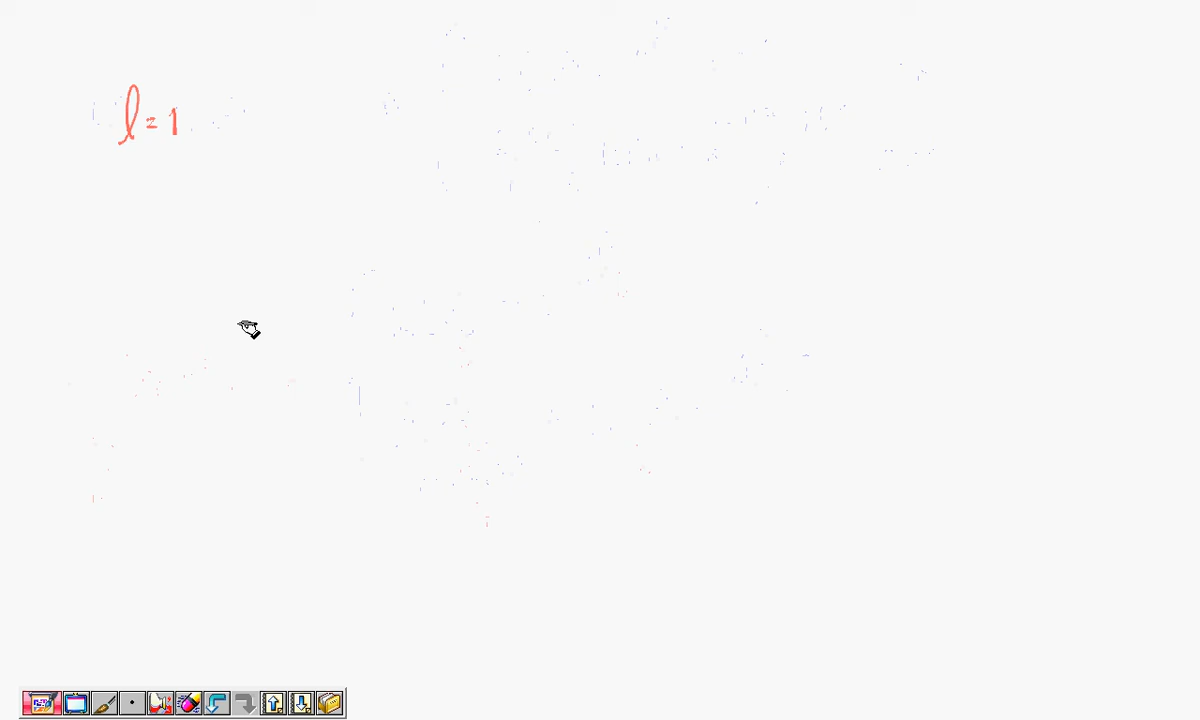 l = 1